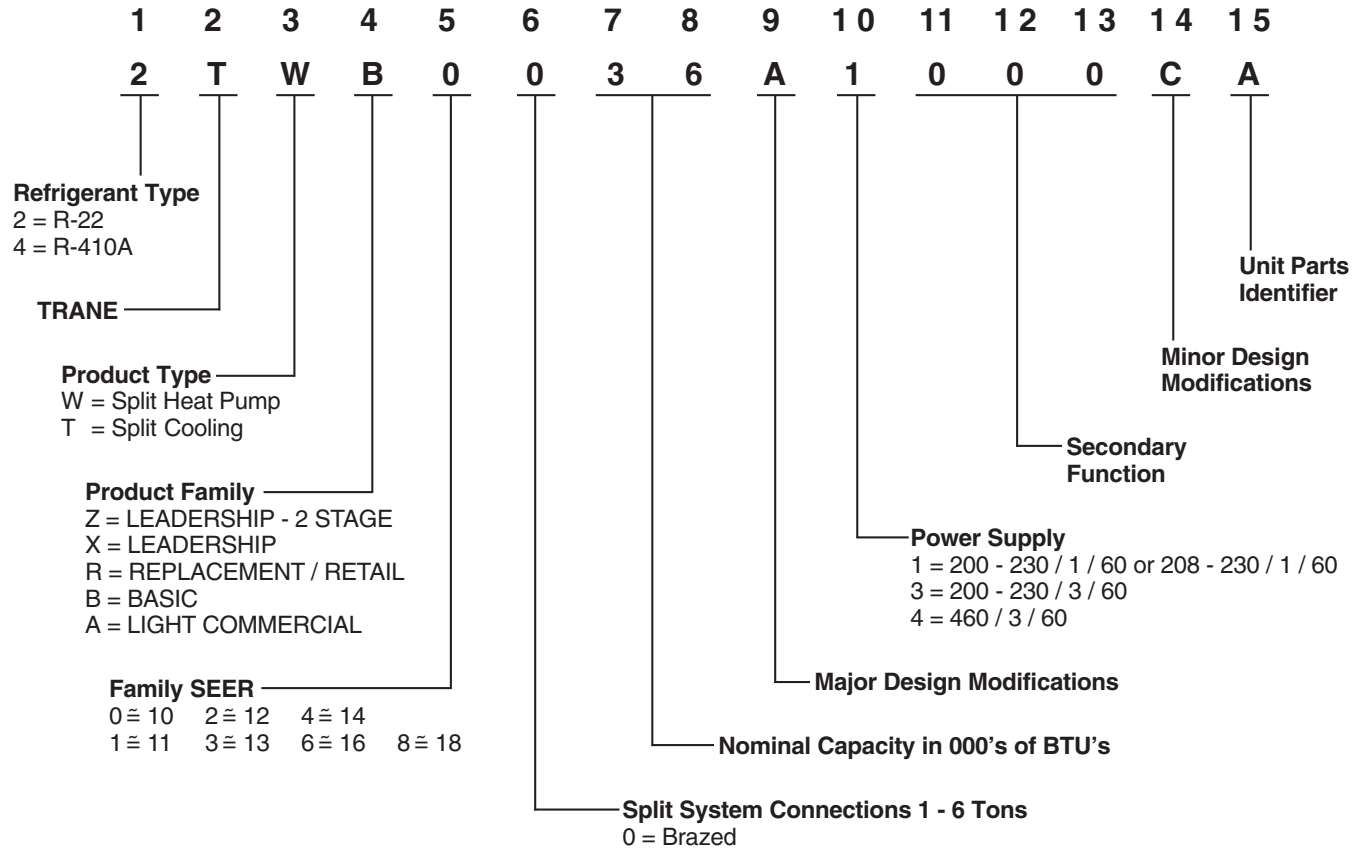 1 2 3 4 5 6 7 8 9 10 11 12 13 14 15
2 T W B 0 0 3 6 A 1 0 0 0 C A
Refrigerant Type
2 = R-22
4 = R-410A
TRANE
Product Type
W = Split Heat Pump
T = Split Cooling
Product Family
Z = LEADERSHIP - 2 STAGE
X = LEADERSHIP
R = REPLACEMENT / RETAIL
B = BASIC
A = LIGHT COMMERCIAL
Family SEER
0 ≅ 10 2 ≅ 12 4 ≅ 14
1 ≅ 11 3 ≅ 13 6 ≅ 16 8 ≅ 18
Split System Connections 1 - 6 Tons
0 = Brazed
Nominal Capacity in 000's of BTU's
Major Design Modifications
Power Supply
1 = 200 - 230 / 1 / 60 or 208 - 230 / 1 / 60
3 = 200 - 230 / 3 / 60
4 = 460 / 3 / 60
Secondary
Function
Minor Design
Modifications
Unit Parts
Identifier